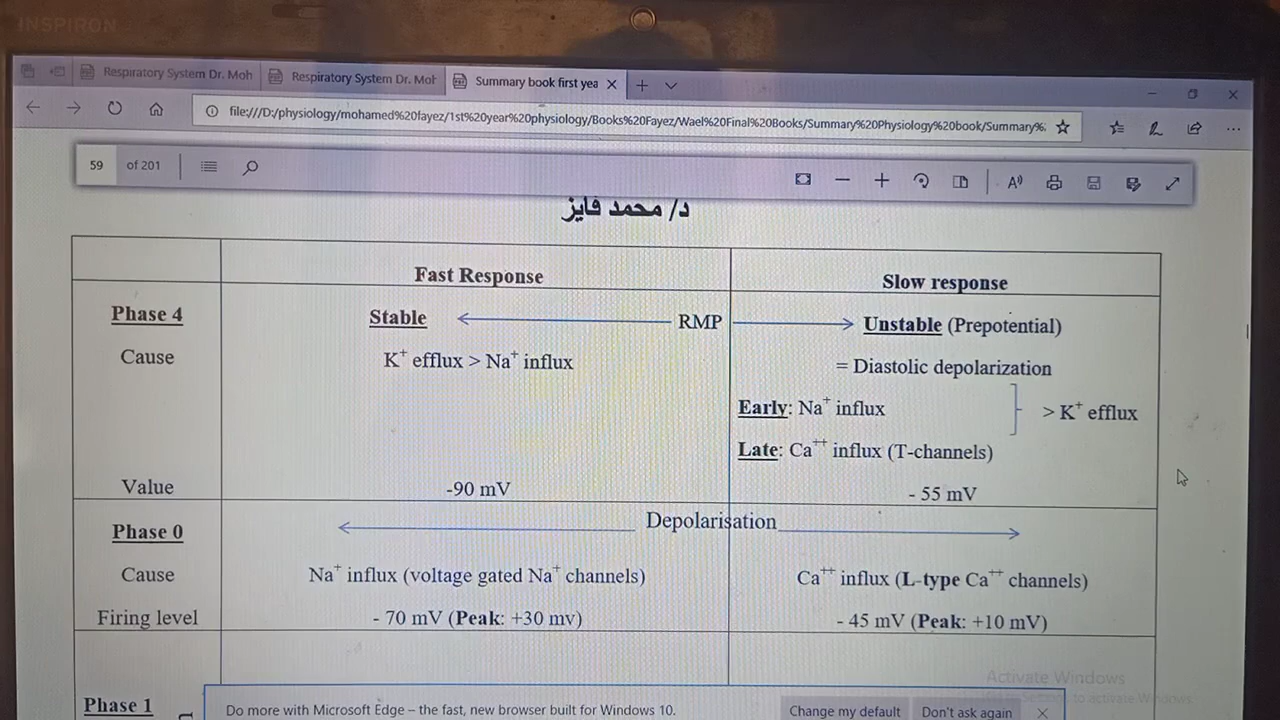 INSPIRON
Respiratory System Dr. Moh
Respiratory System Dr. Moh
Summary book first yea
file:///D:/physiology/mohamed%20fayez/1st%20year%20physiology/Books%20Fayez/Wael%20Final%20Books/Summary%20Physiology%20book/Summary%
59 of 201
د/ محمد فايز
Fast Response
Slow response
Phase 4
Stable
RMP
Unstable (Prepotential)
Cause
K+ efflux > Na+ influx
= Diastolic depolarization
Early: Na+ influx
> K+ efflux
Late: Ca++ influx (T-channels)
Value
-90 mV
- 55 mV
Phase 0
Depolarisation
Cause
Na+ influx (voltage gated Na+ channels)
Ca++ influx (L-type Ca++ channels)
Firing level
- 70 mV (Peak: +30 mv)
- 45 mV (Peak: +10 mV)
Activate Windows
to activate Windows.
Phase 1
Do more with Microsoft Edge – the fast, new browser built for Windows 10.
Change my default
Don't ask again